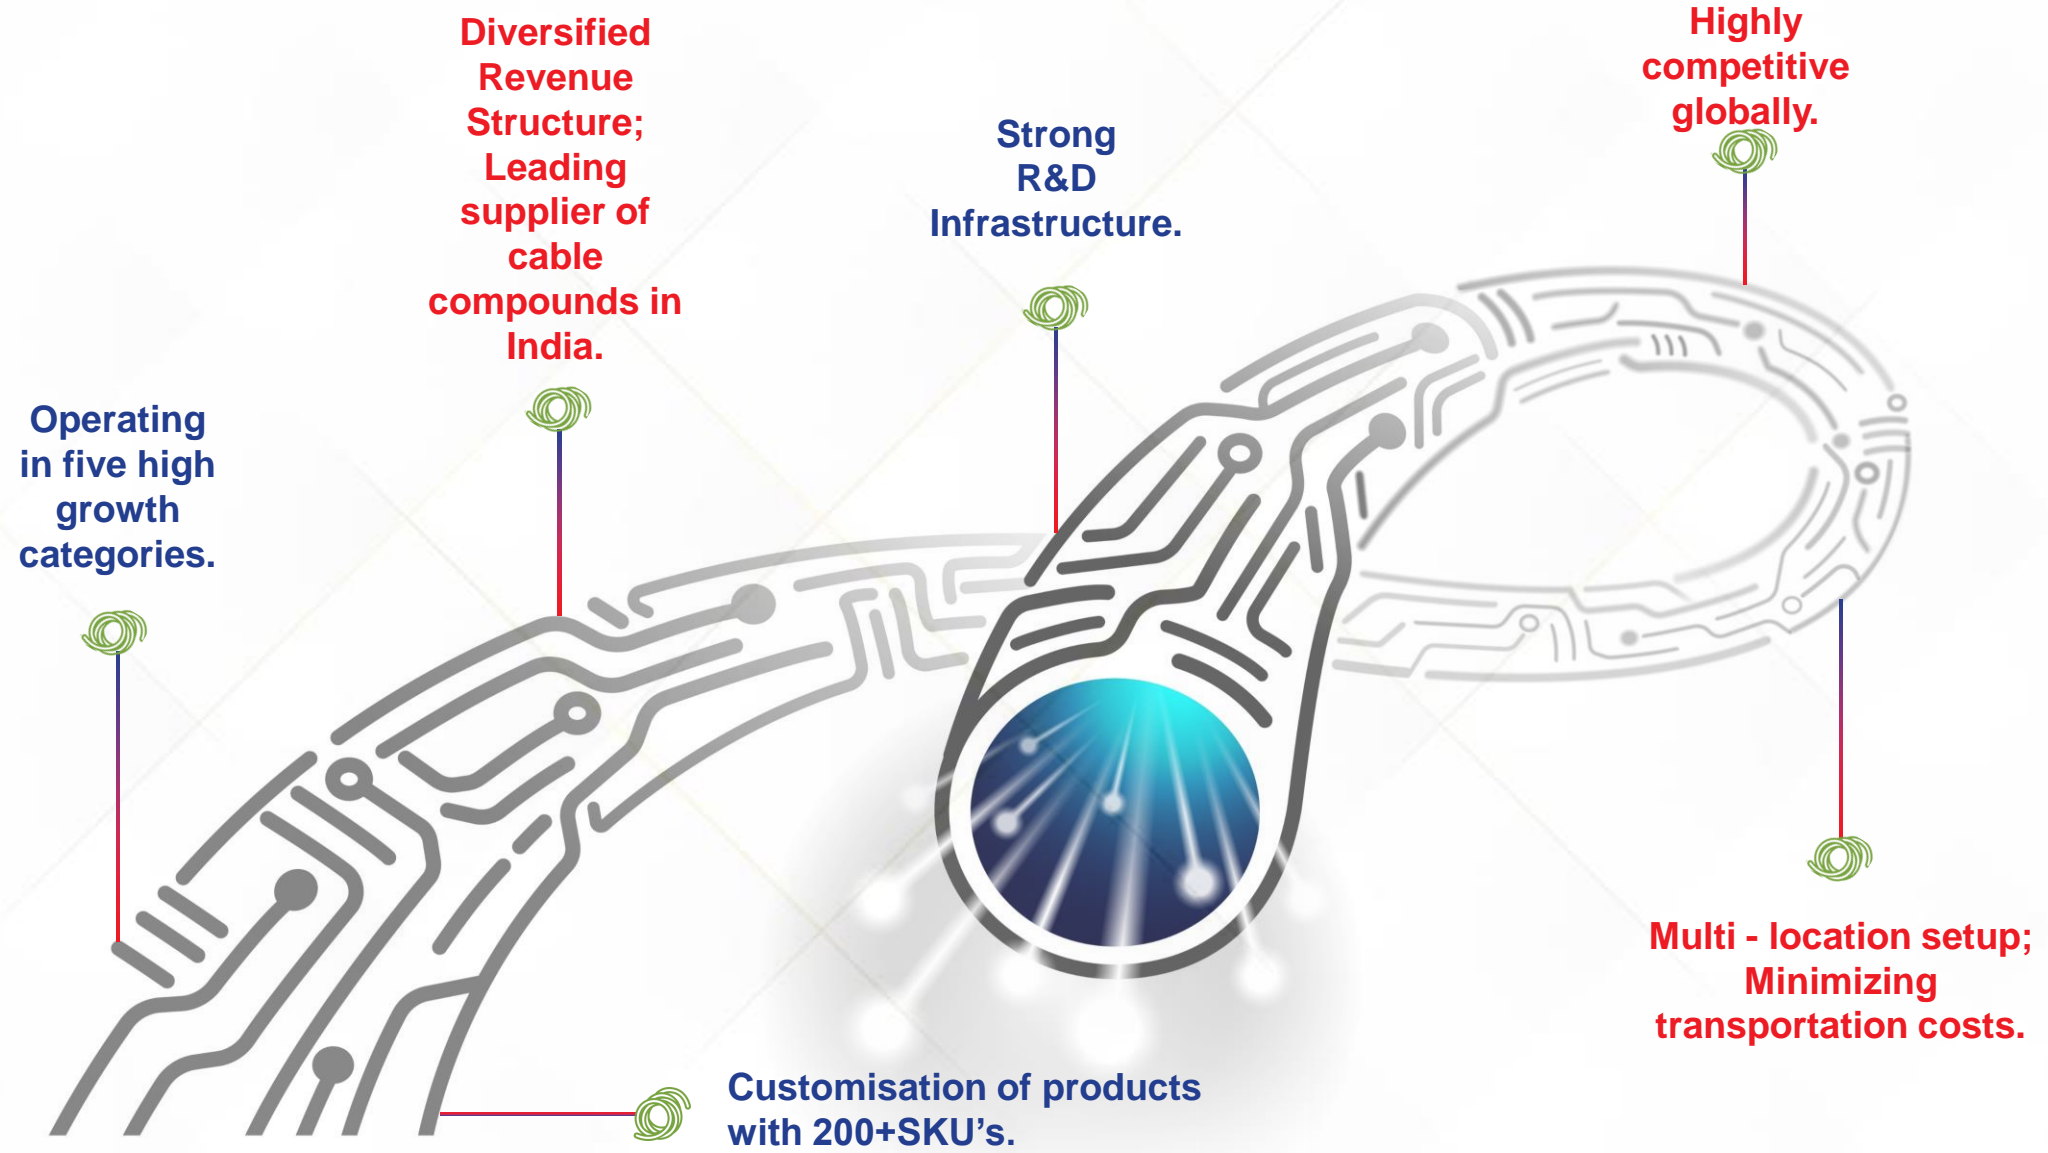 Operating
in five high
growth
categories.
Diversified
Revenue
Structure;
Leading
supplier of
cable
compounds in
India.
Strong
R&D
Infrastructure.
Highly
competitive
globally.
Multi - location setup;
Minimizing
transportation costs.
Customisation of products
with 200+SKU’s.